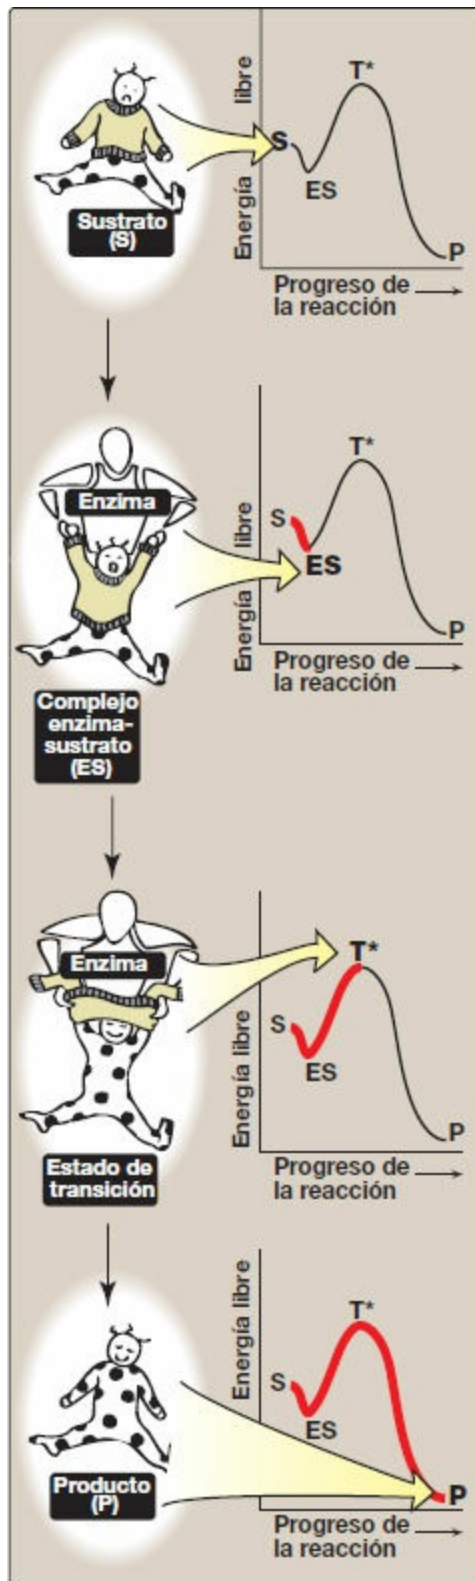 Energía libre
T*
S
ES
P
Sustrato
(S)
Progreso de
la reacción
Energía libre
T*
Enzima
S
ES
P
Progreso de
la reacción
Complejo
enzima-
sustrato
(ES)
Energía libre
T*
Enzima
S
ES
P
Estado de
transición
Progreso de
la reacción
Energía libre
T*
S
ES
Producto
(P)
P
Progreso de
la reacción